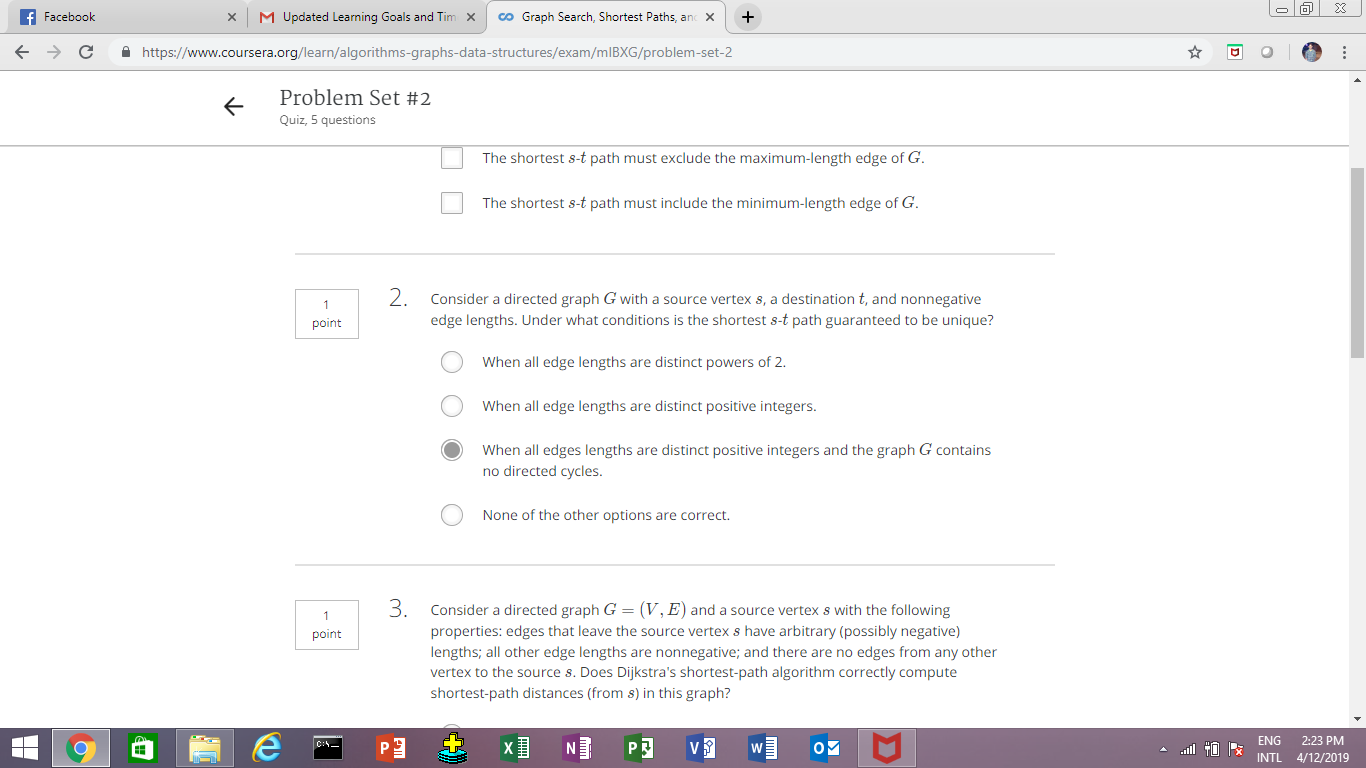 Facebook
Updated Learning Goals and Tim
Graph Search, Shortest Paths, an
https://www.coursera.org/learn/algorithms-graphs-data-structures/exam/mlBXG/problem-set-2
Problem Set #2
Quiz, 5 questions
The shortest s-t path must exclude the maximum-length edge of G.
The shortest s-t path must include the minimum-length edge of G.
1
point
2.
Consider a directed graph G with a source vertex s, a destination t, and nonnegative
edge lengths. Under what conditions is the shortest s-t path guaranteed to be unique?
When all edge lengths are distinct powers of 2.
When all edge lengths are distinct positive integers.
When all edges lengths are distinct positive integers and the graph G contains
no directed cycles.
None of the other options are correct.
1
point
3.
Consider a directed graph G = (V, E) and a source vertex s with the following
properties: edges that leave the source vertex s have arbitrary (possibly negative)
lengths; all other edge lengths are nonnegative; and there are no edges from any other
vertex to the source s. Does Dijkstra's shortest-path algorithm correctly compute
shortest-path distances (from s) in this graph?
ENG
INTL
2:23 PM
4/12/2019